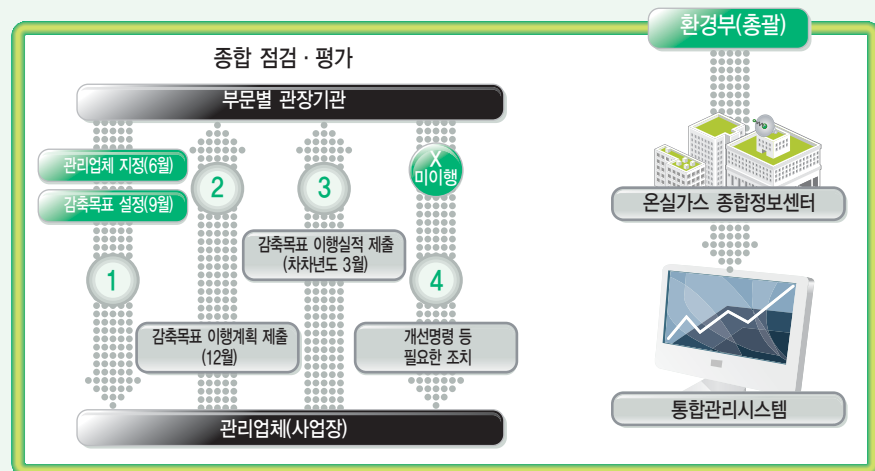 환경부(총괄)
종합 점검 · 평가
부문별 관장기관
관리업체 지정(6월)
감축목표 설정(9월)
1
2
3
X
미이행
4
감축목표 이행실적 제출
(차차년도 3월)
감축목표 이행계획 제출
(12월)
개선명령 등
필요한 조치
관리업체(사업장)
온실가스 종합정보센터
통합관리시스템